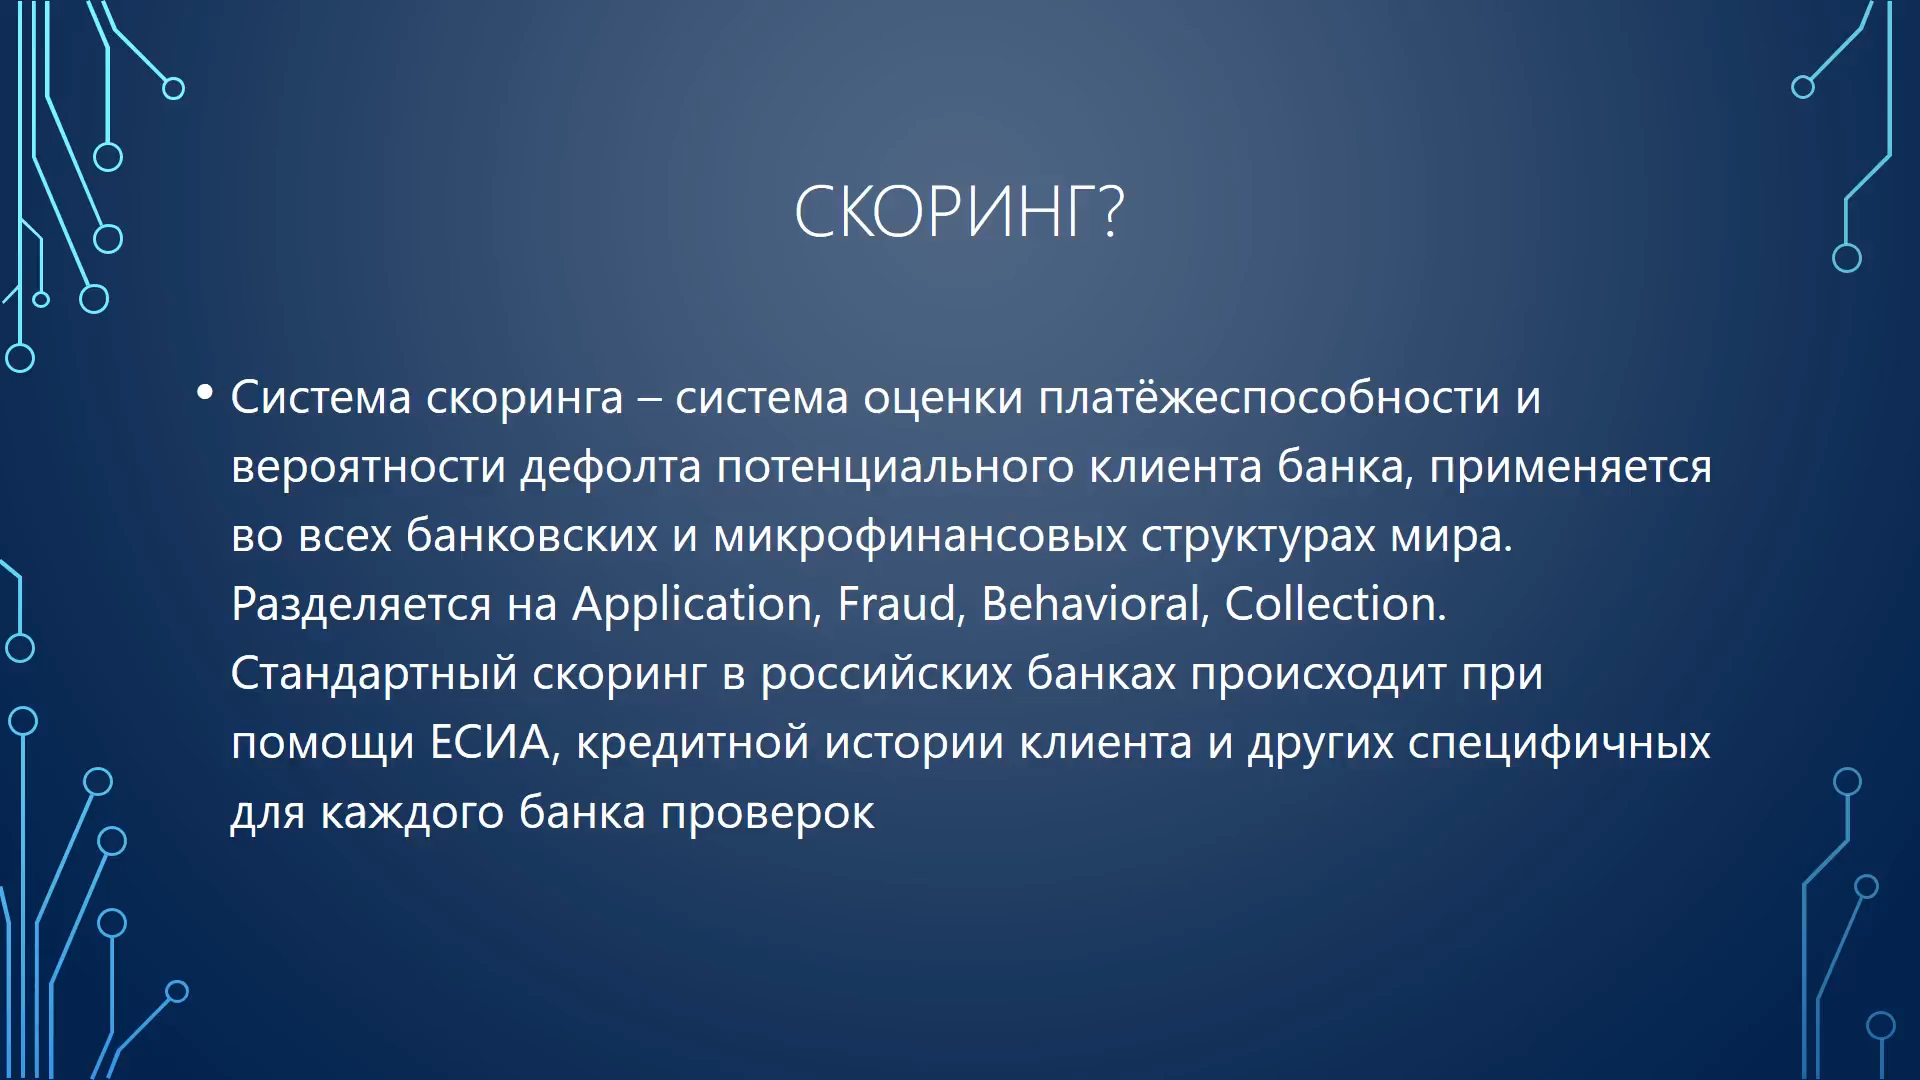 СКОРИНГ?
• Система скоринга – система оценки платёжеспособности и
вероятности дефолта потенциального клиента банка, применяется
во всех банковских и микрофинансовых структурах мира.
Разделяется на Application, Fraud, Behavioral, Collection.
Стандартный скоринг в российских банках происходит при
помощи ЕСИА, кредитной истории клиента и других специфичных
для каждого банка проверок